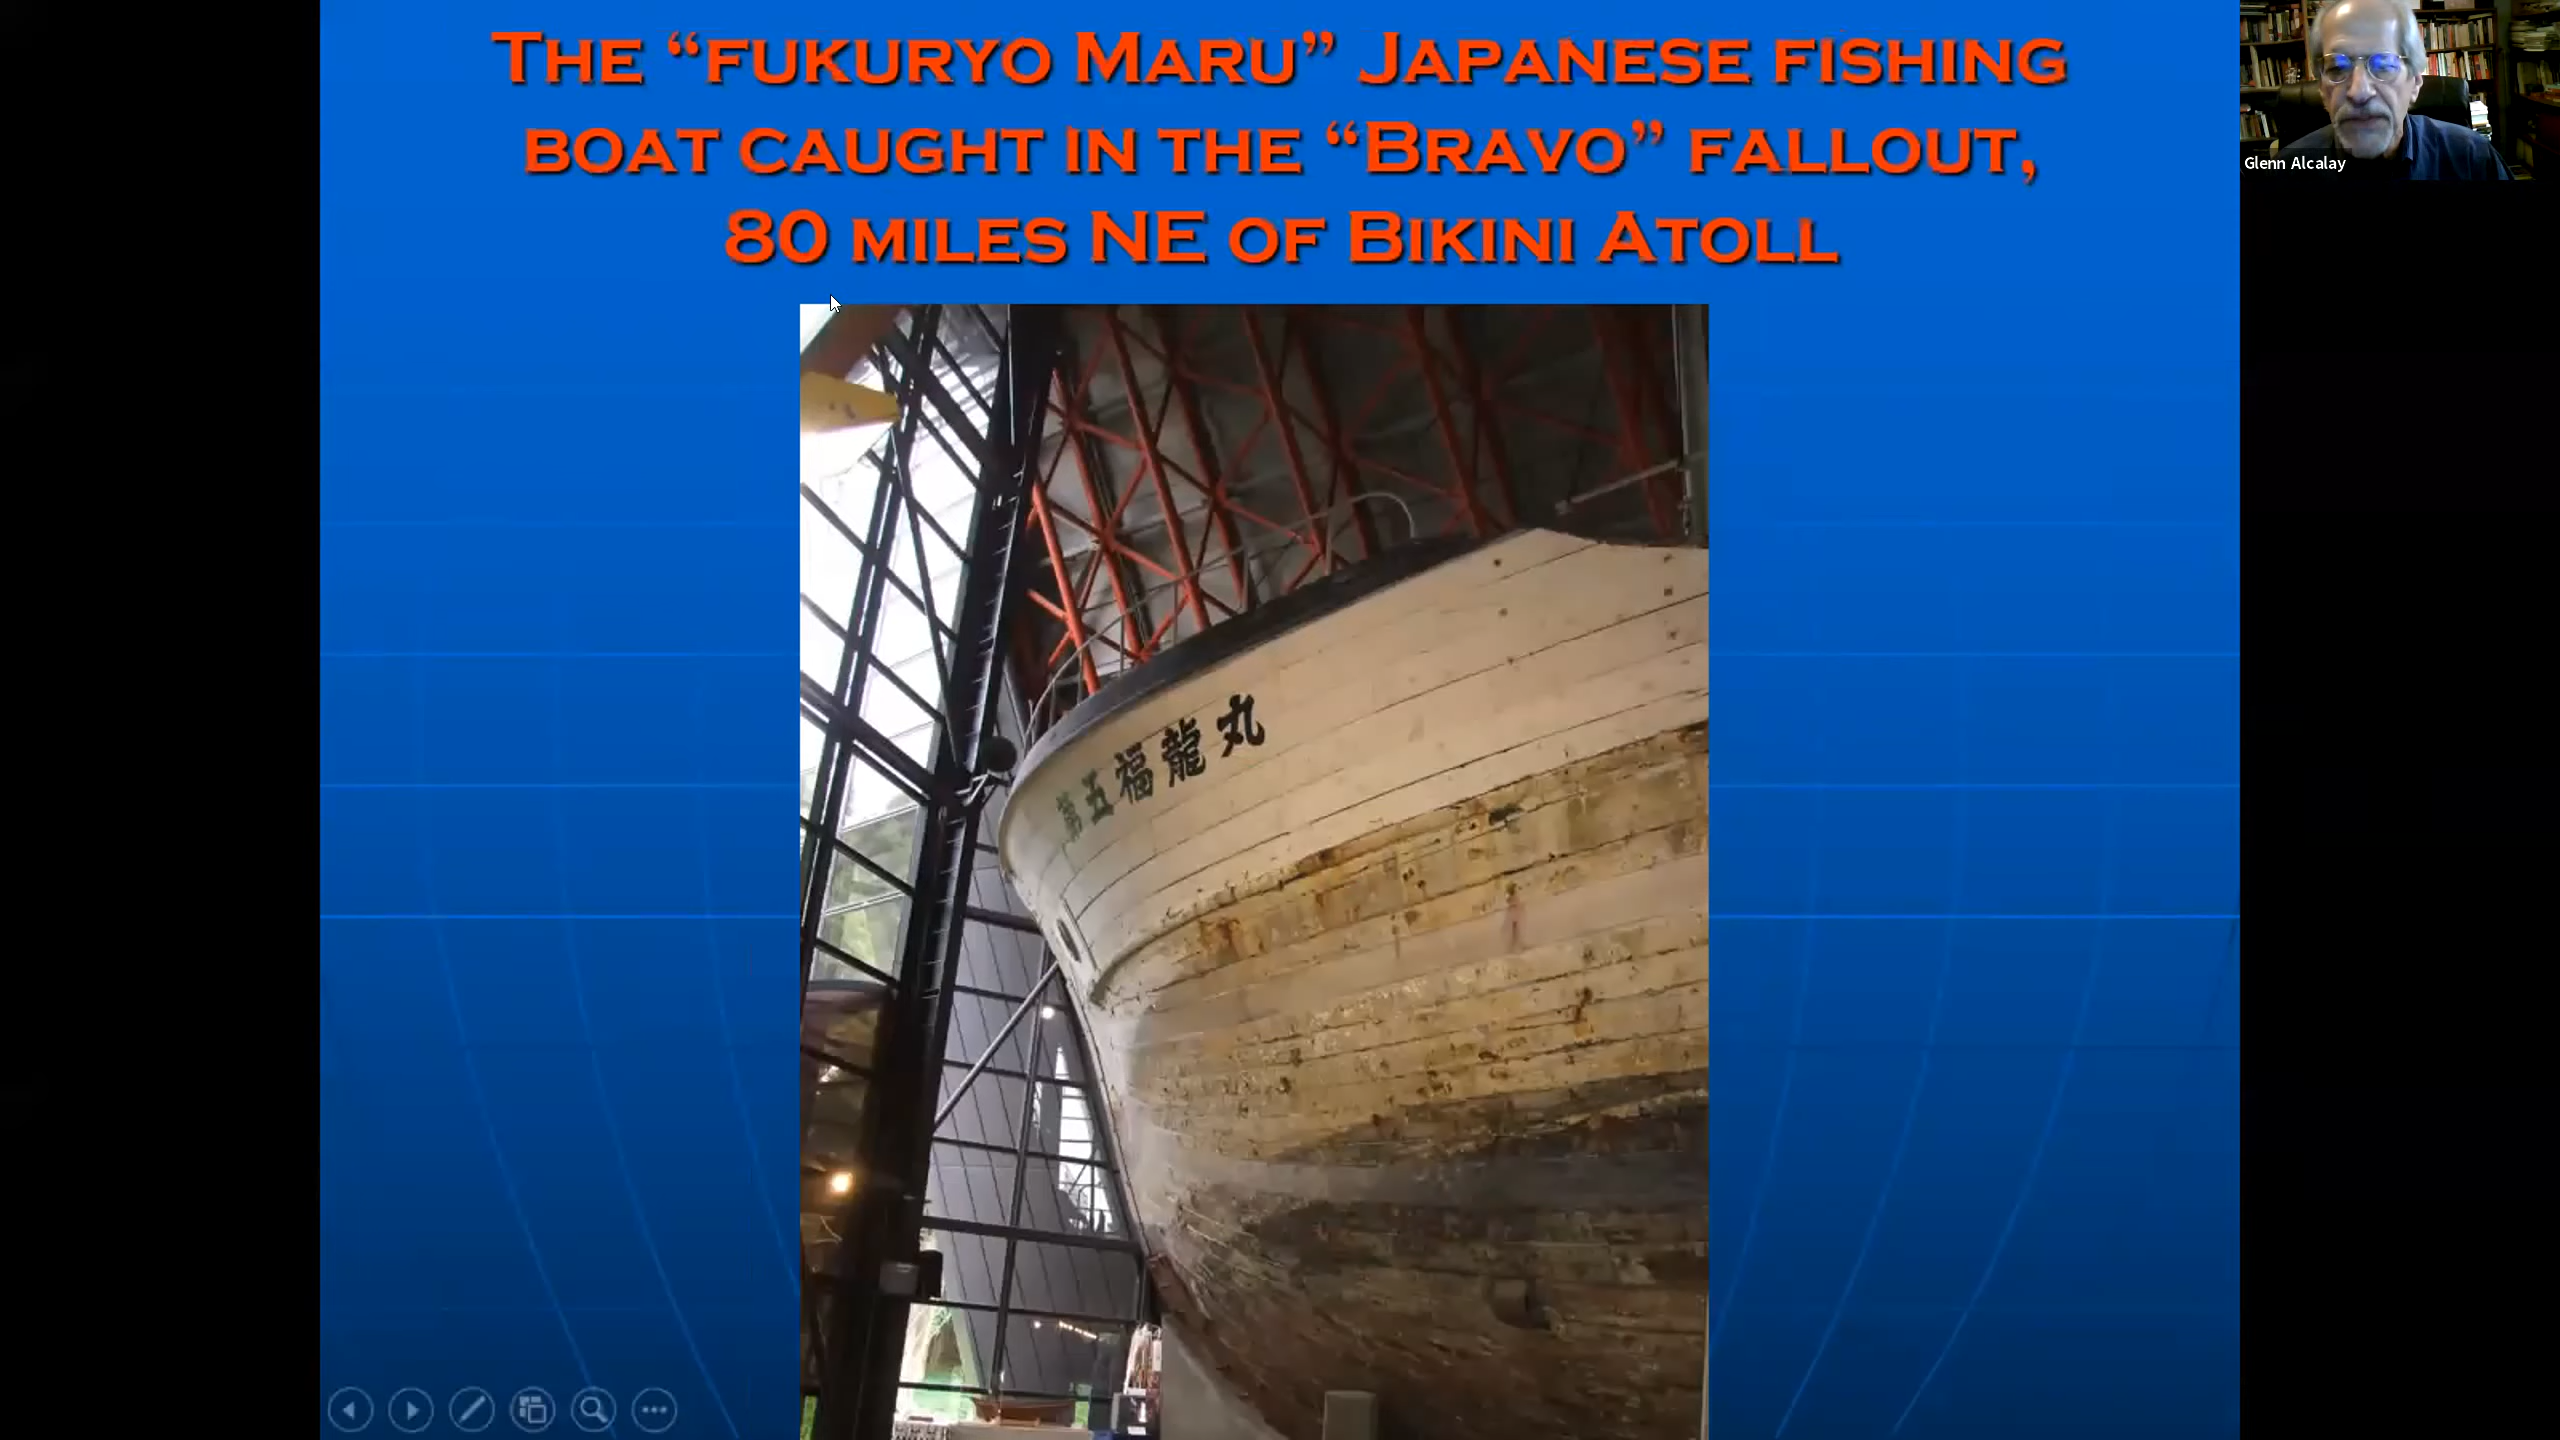 The “fukuryo Maru” Japanese fishing
boat caught in the “Bravo” fallout,
80 miles NE of Bikini Atoll
Glenn Alcalay
第五福龍丸